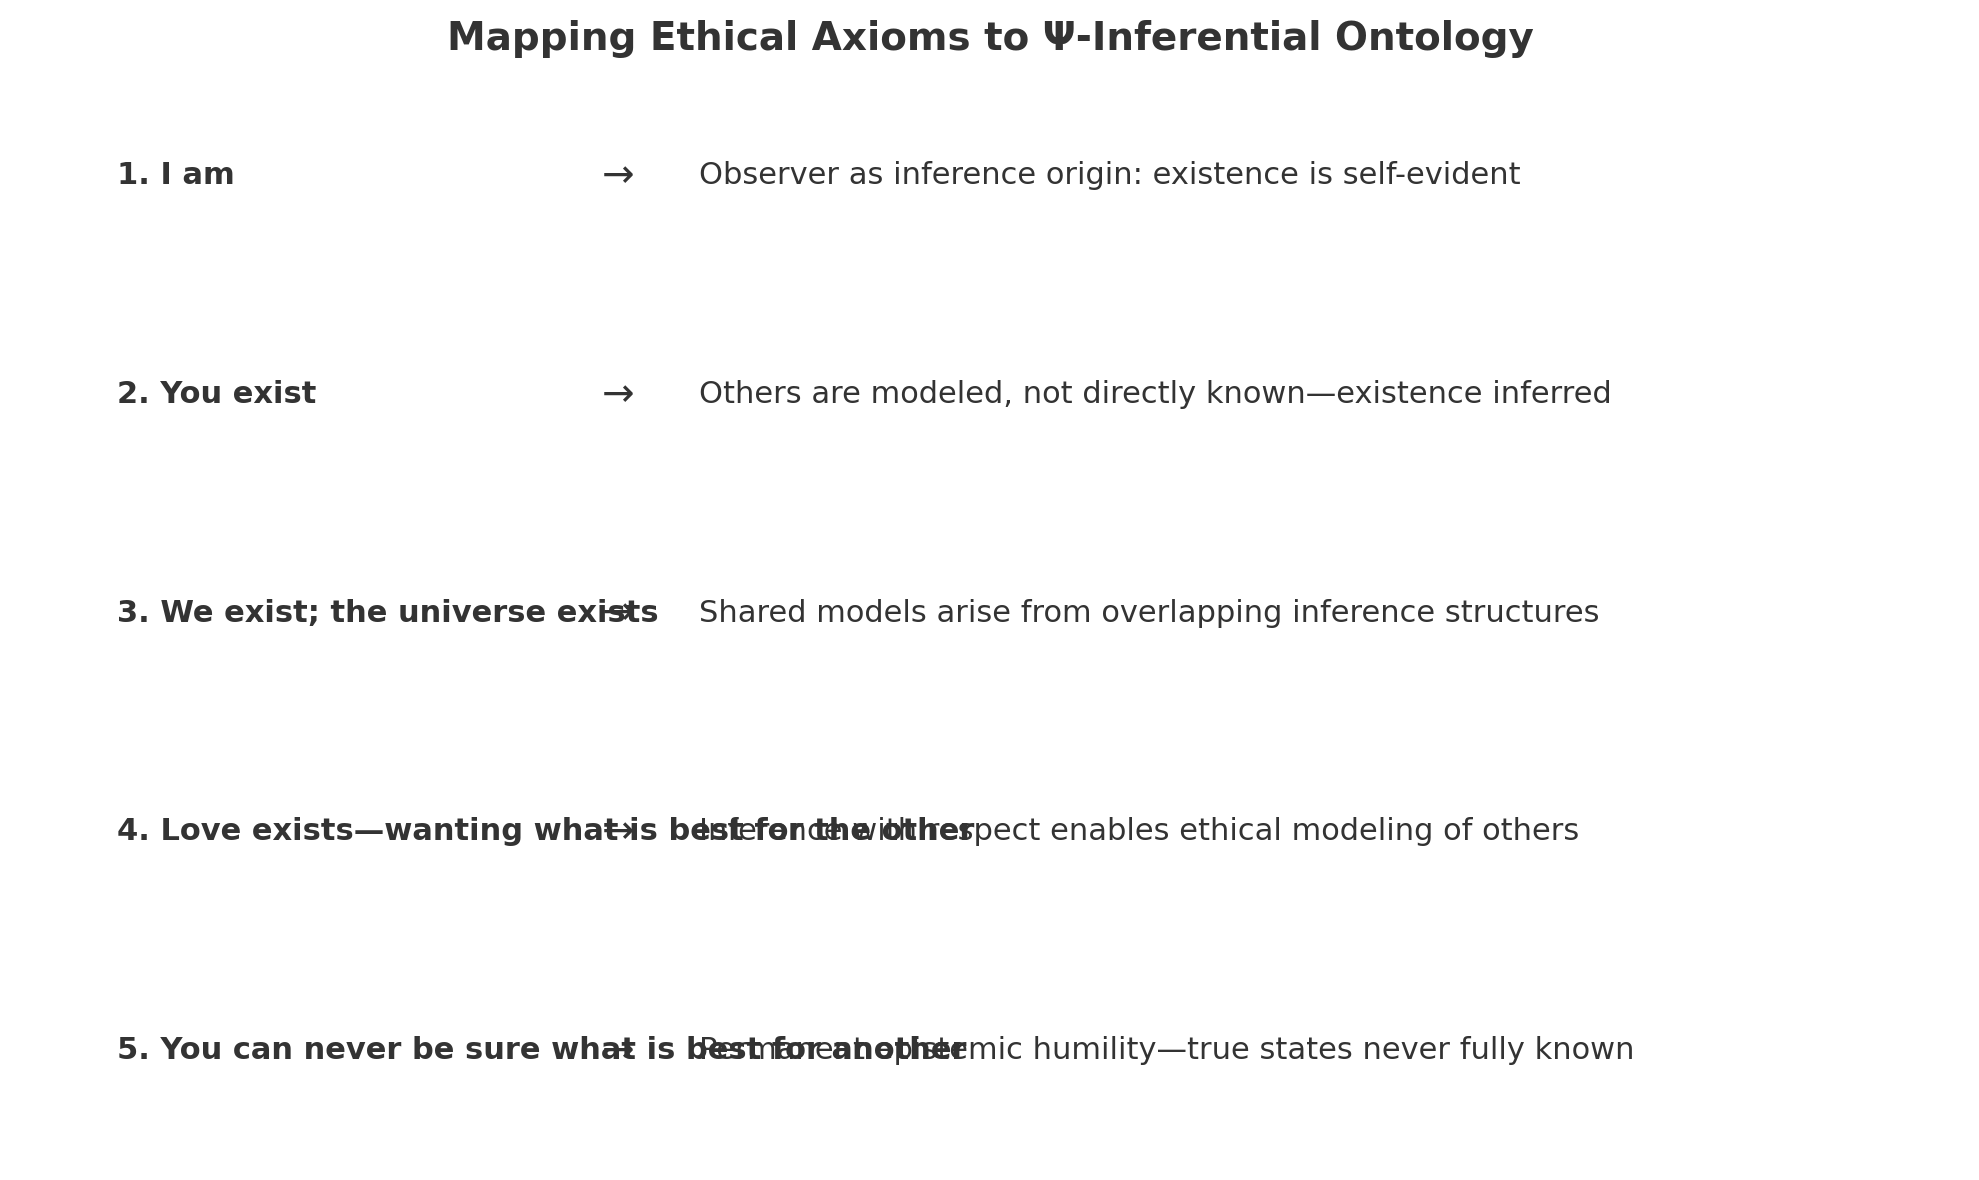 Mapping Ethical Axioms to Ψ-Inferential Ontology
1. I am → Observer as inference origin: existence is self-evident
2. You exist → Others are modeled, not directly known—existence inferred
3. We exist; the universe exists → Shared models arise from overlapping inference structures
4. Love exists—wanting what is best for the other → Inference with respect enables ethical modeling of others
5. You can never be sure what is best for another → Permanent epistemic humility—true states never fully known